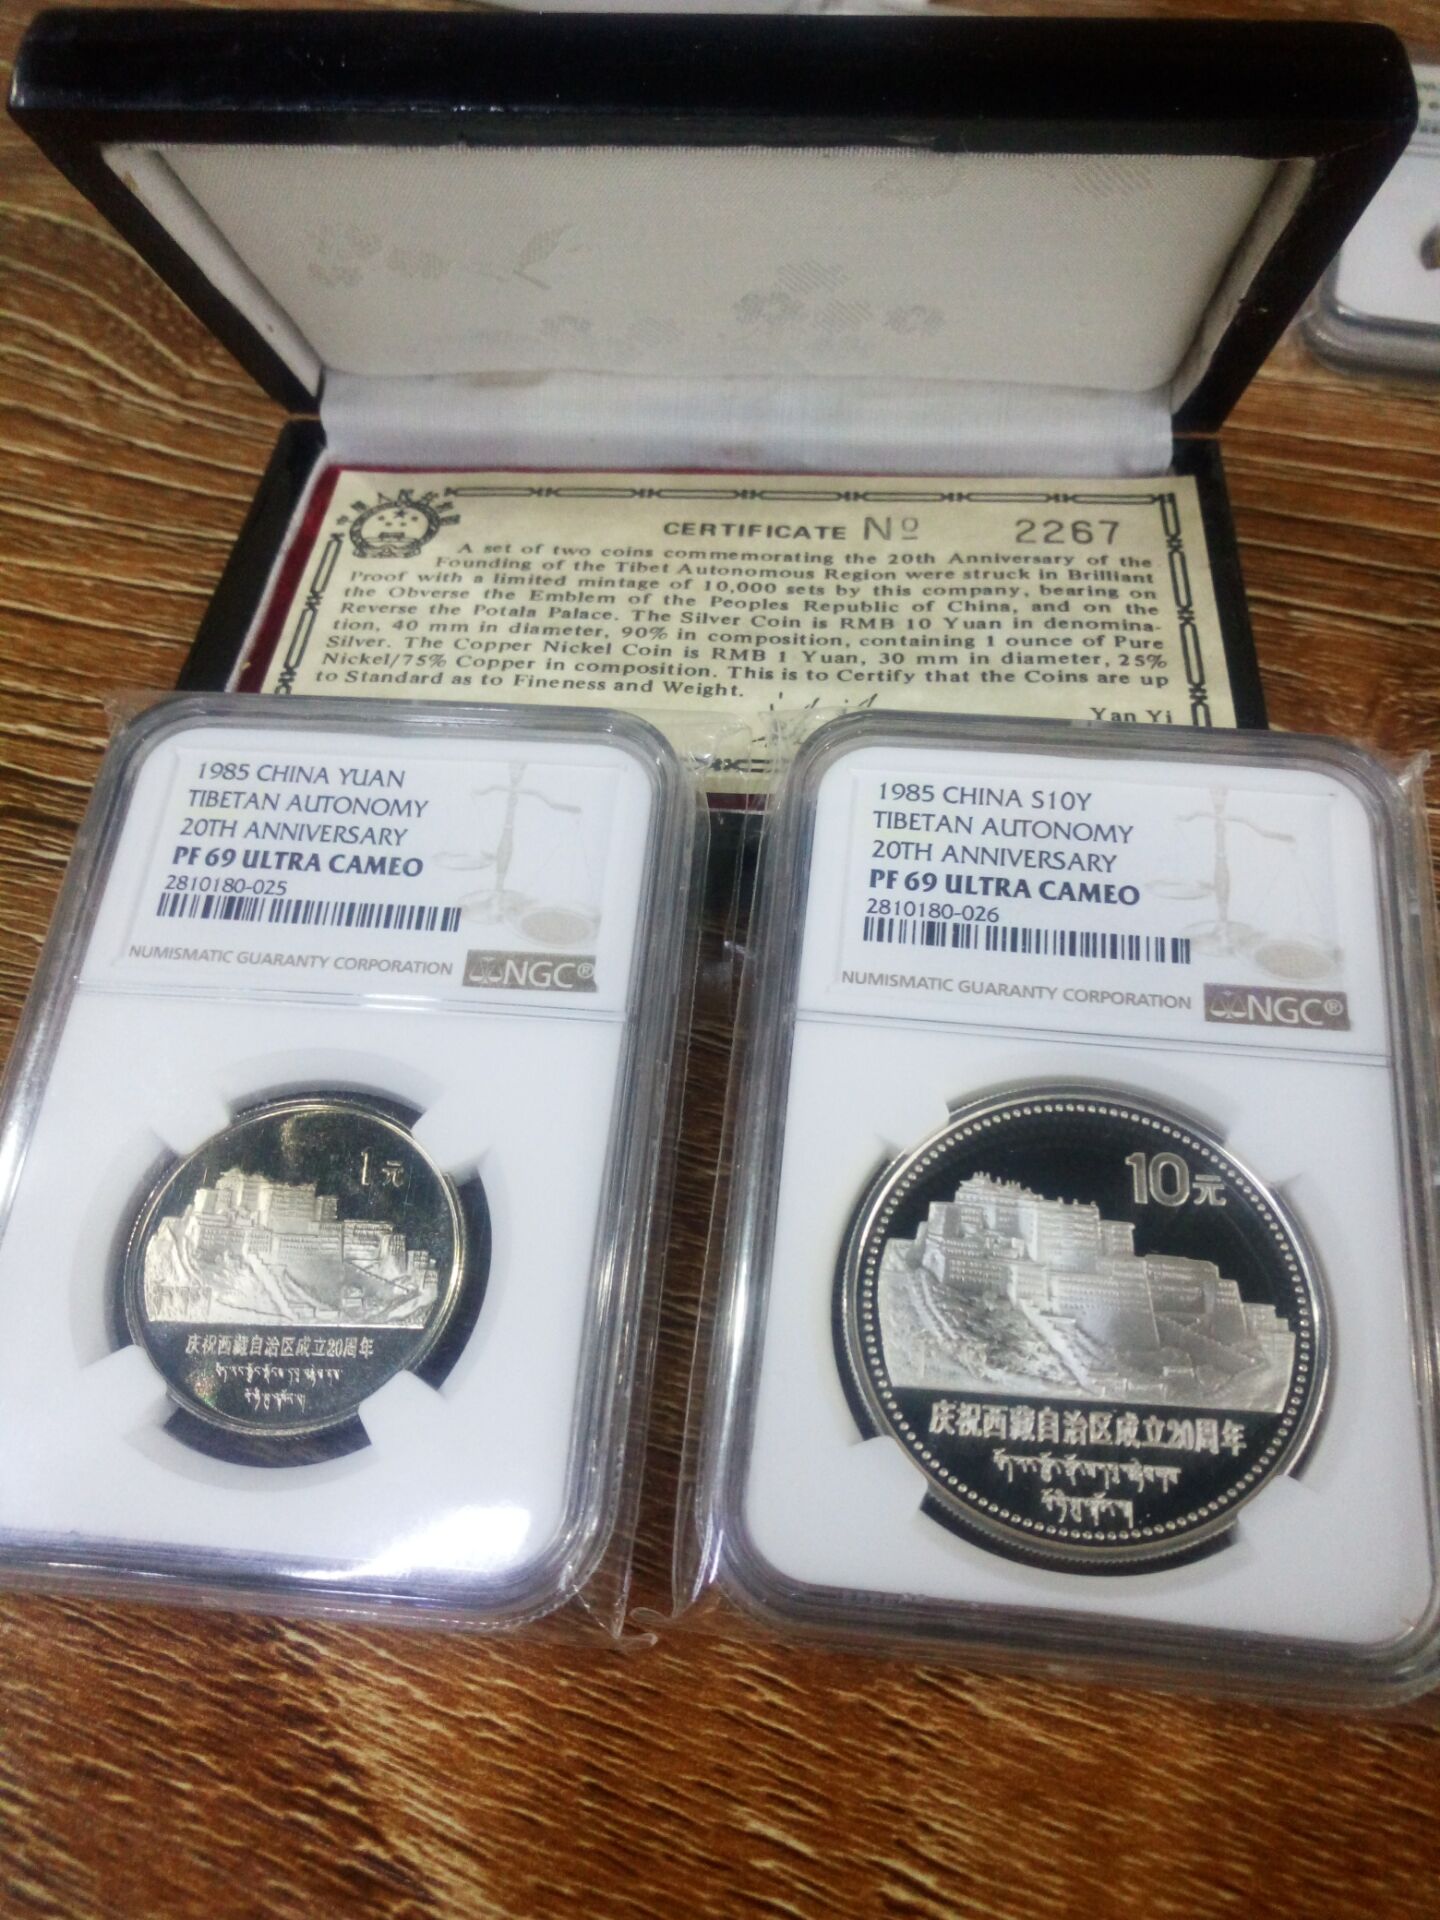 CERTIFICATE № 2267
A set of two coins commemorating the 20th Anniversary of the
Founding of the Tibet Autonomous Region were struck in Brilliant
Proof with a limited mintage of 10,000 sets by this company, bearing on
the Obverse the Emblem of the Peoples Republic of China, and on the
Reverse the Potala Palace. The Silver Coin is RMB 10 Yuan in denomina-
tion, 40 mm in diameter, 90% in composition, containing 1 ounce of Pure
Silver. The Copper Nickel Coin is RMB 1 Yuan, 30 mm in diameter, 25%
Nickel/75% Copper in composition. This is to Certify that the Coins are up
to Standard as to Fineness and Weight.
Yan Yi
1985 CHINA YUAN
TIBETAN AUTONOMY
20TH ANNIVERSARY
PF 69 ULTRA CAMEO
2810180-025
NUMISMATIC GUARANTY CORPORATION NGC®
1元
庆祝西藏自治区成立20周年
1985 CHINA S10Y
TIBETAN AUTONOMY
20TH ANNIVERSARY
PF 69 ULTRA CAMEO
2810180-026
NUMISMATIC GUARANTY CORPORATION NGC®
10元
庆祝西藏自治区成立20周年